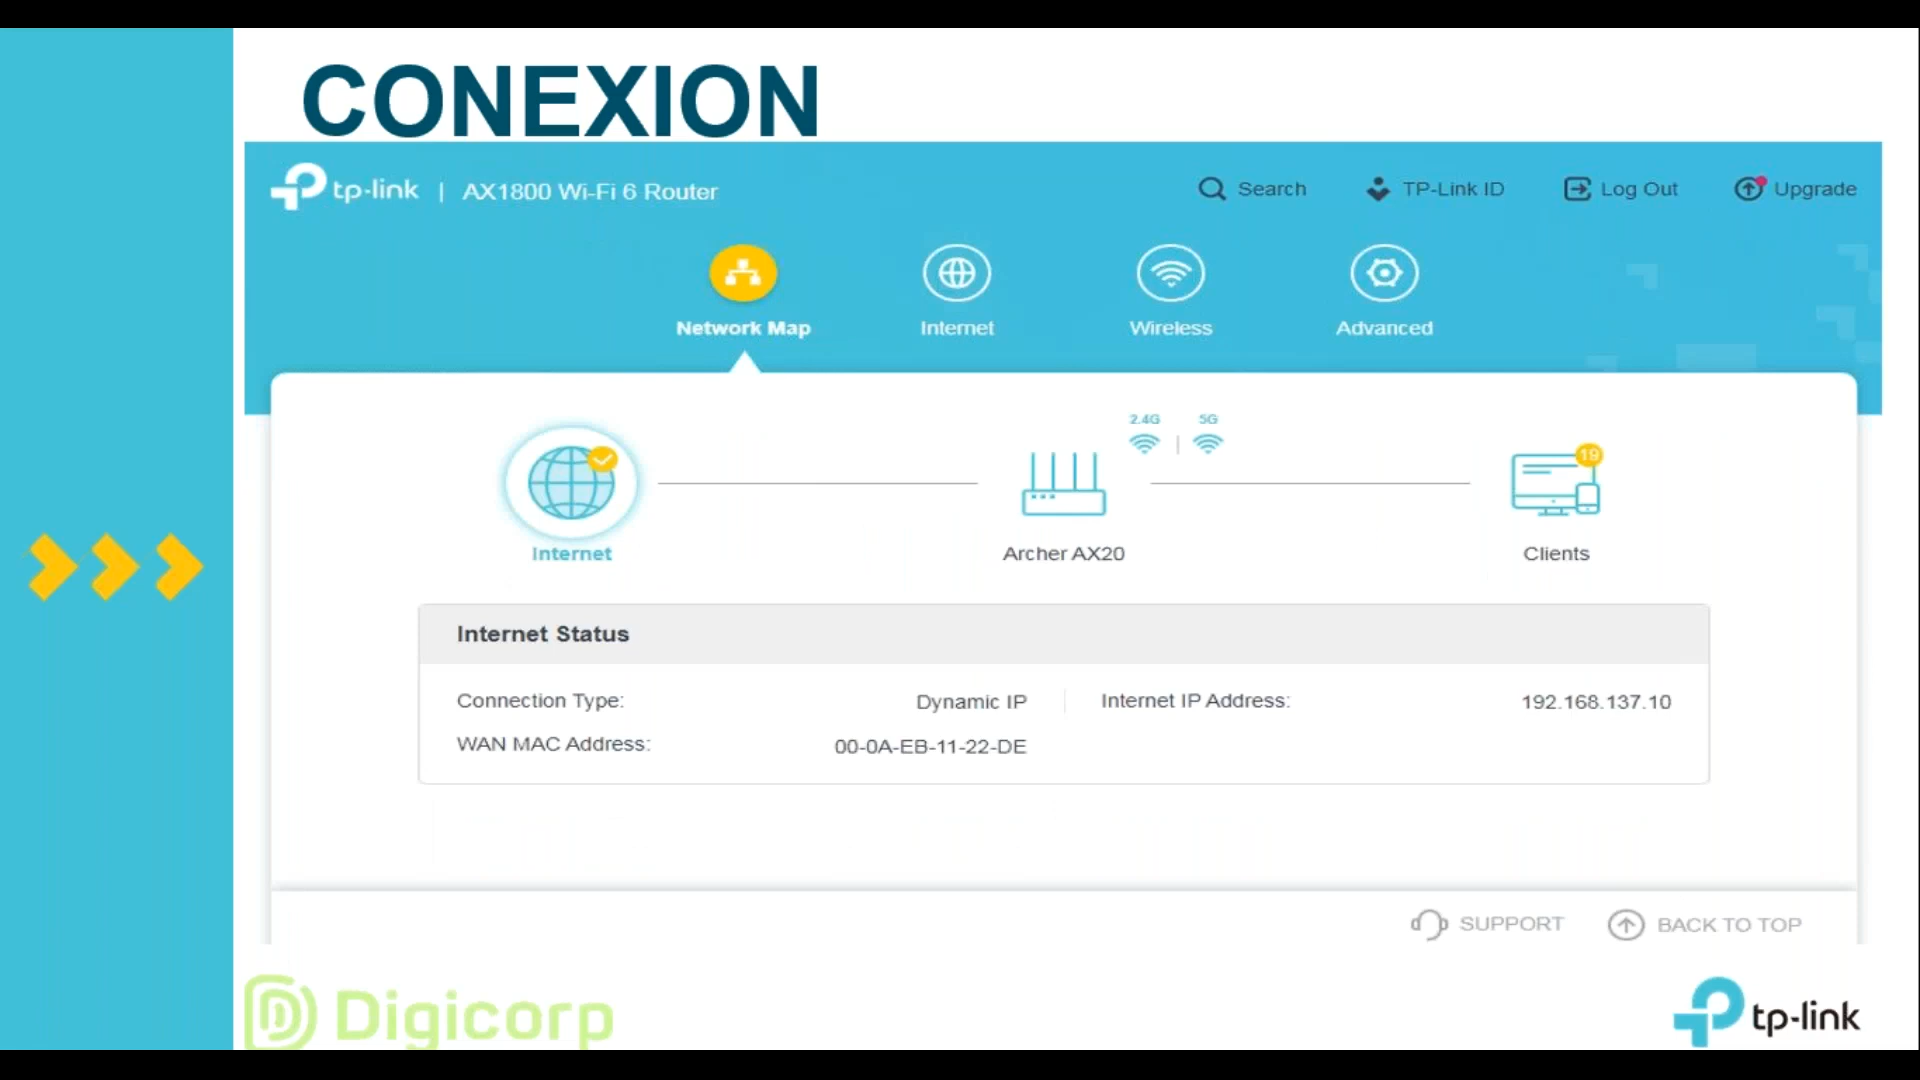 CONEXION
tp-link | AX1800 Wi-Fi 6 Router
Search
TP-Link ID
Log Out
Upgrade
Network Map
Internet
Wireless
Advanced
2.4G
5G
19
Internet
Archer AX20
Clients
Internet Status
Connection Type: Dynamic IP
Internet IP Address: 192.168.137.10
WAN MAC Address: 00-0A-EB-11-22-DE
SUPPORT
BACK TO TOP
Digicorp
tp-link